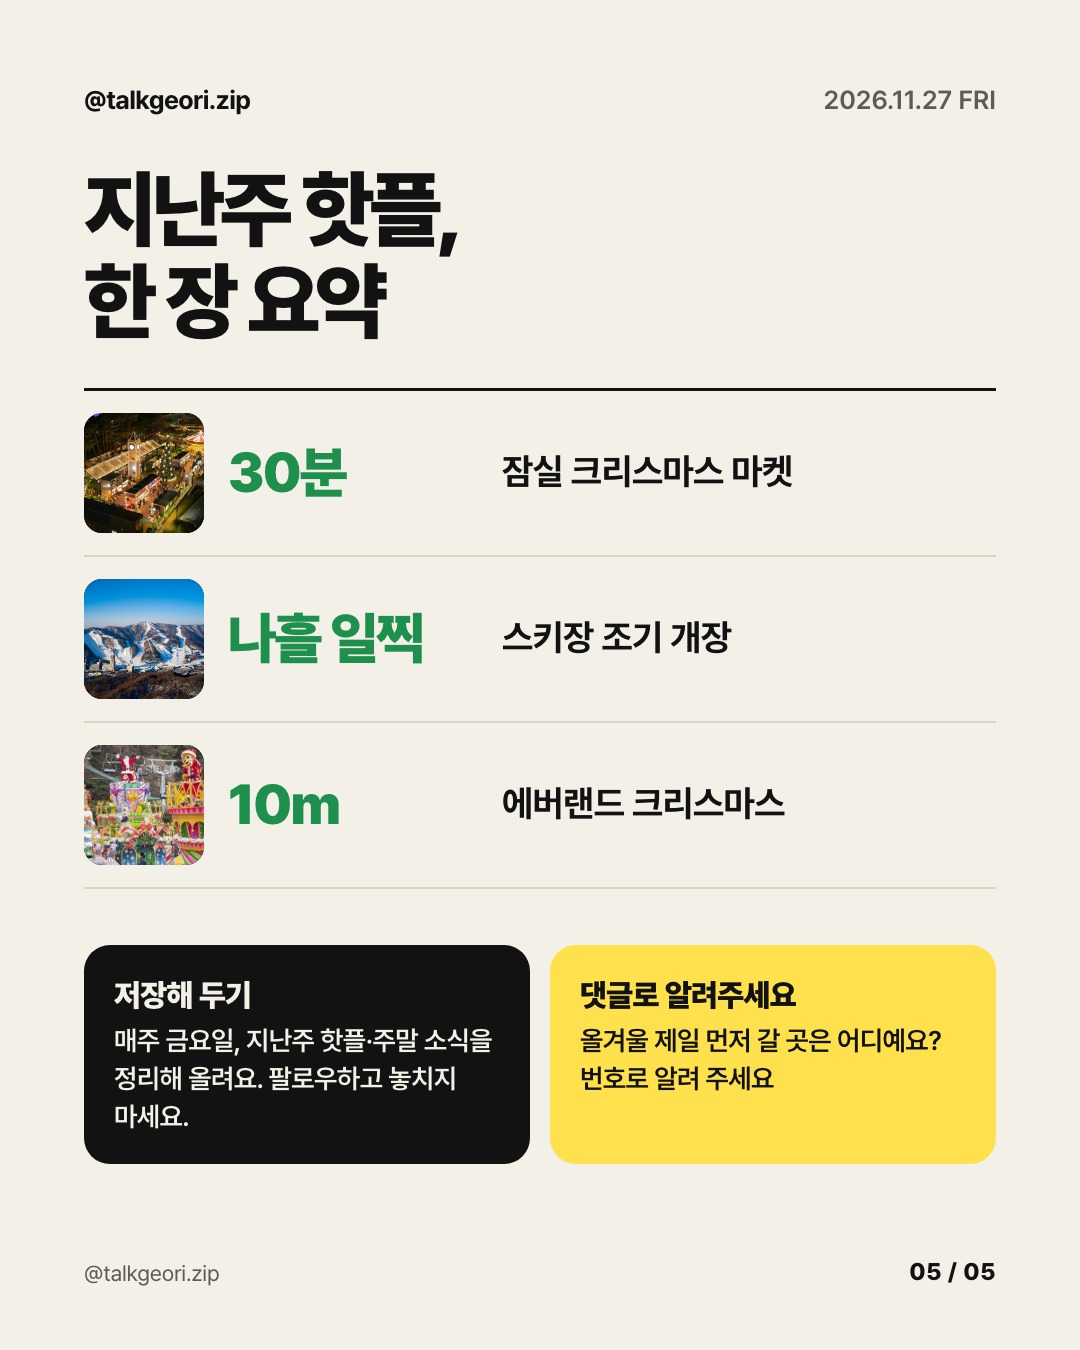 @talkgeori.zip
2026.11.27 FRI
지난주 핫플,
한 장 요약
30분
잠실 크리스마스 마켓
나흘 일찍
스키장 조기 개장
10m
에버랜드 크리스마스
저장해 두기
매주 금요일, 지난주 핫플·주말 소식을
정리해 올려요. 팔로우하고 놓치지
마세요.
댓글로 알려주세요
올겨울 제일 먼저 갈 곳은 어디예요?
번호로 알려 주세요
@talkgeori.zip
05 / 05